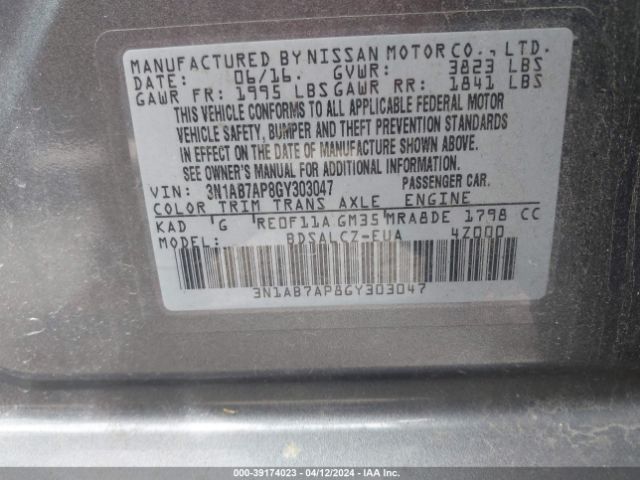 MANUFACTURED BY NISSAN MOTOR CO., LTD.
DATE: 06/16. GVWR: 3823 LBS
GAWR FR: 1995 LBS GAWR RR: 1841 LBS
THIS VEHICLE CONFORMS TO ALL APPLICABLE FEDERAL MOTOR
VEHICLE SAFETY, BUMPER AND THEFT PREVENTION STANDARDS
IN EFFECT ON THE DATE OF MANUFACTURE SHOWN ABOVE.
SEE OWNER'S MANUAL FOR ADDITIONAL INFORMATION.
VIN: 3N1AB7AP8GY303047 PASSENGER CAR.
COLOR TRIM TRANS AXLE ENGINE
KAD 'G RE0F11A GM35 MRA8DE 1798 CC
MODEL: BDSALCZ-EUA 4Z000
3N1AB7AP8GY303047
000-39174023 - 04/12/2024 - IAAI.COM